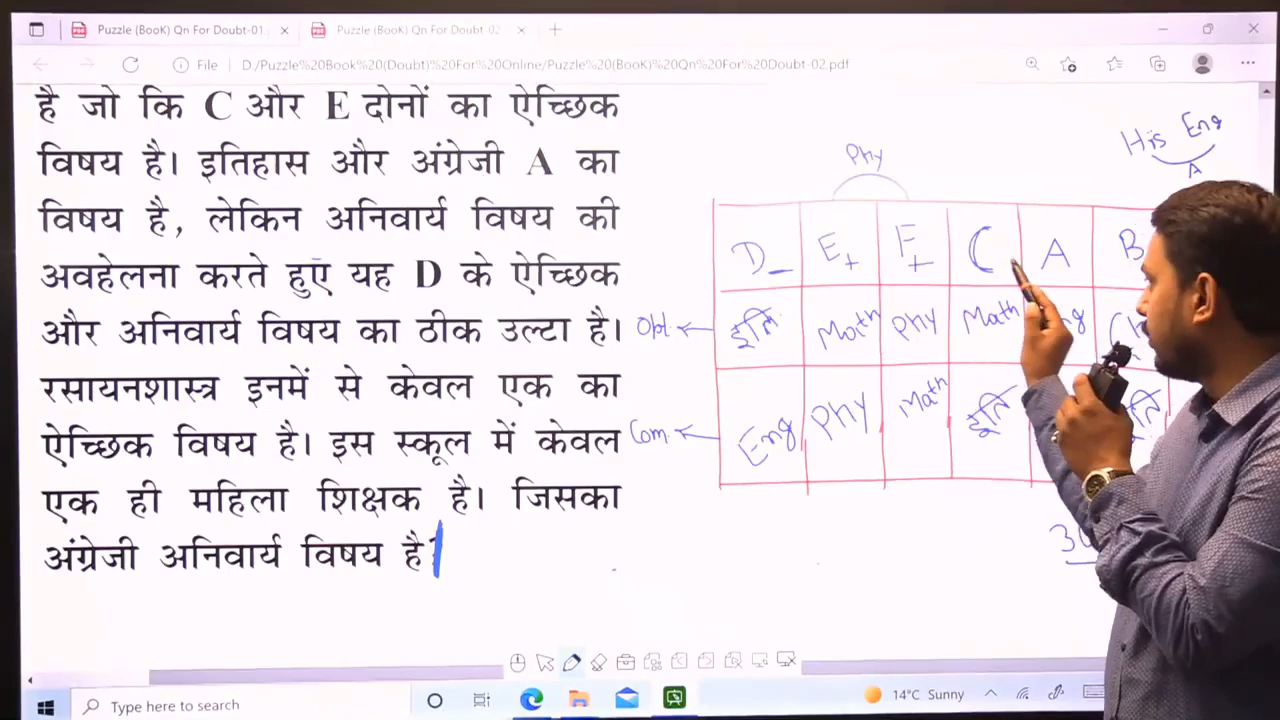 Puzzle (BooK) Qn For Doubt-01
Puzzle (BooK) Qn For Doubt-02
File D:/Puzzle%20Book%20(Doubt)%20For%20Online/Puzzle%20(BooK)%20Qn%20For%20Doubt-02.pdf
है जो कि C और E दोनों का ऐच्छिक
विषय है। इतिहास और अंग्रेजी A का
विषय है, लेकिन अनिवार्य विषय की
अवहेलना करते हुए यह D के ऐच्छिक
और अनिवार्य विषय का ठीक उल्टा है।
रसायनशास्त्र इनमें से केवल एक का
ऐच्छिक विषय है। इस स्कूल में केवल
एक ही महिला शिक्षक है। जिसका
अंग्रेजी अनिवार्य विषय है
His Eng
A
Phy
D- E+ F+ C A B
Opt इति Math Phy Math
Com. Eng Phy Math इति
Type here to search
14°C Sunny